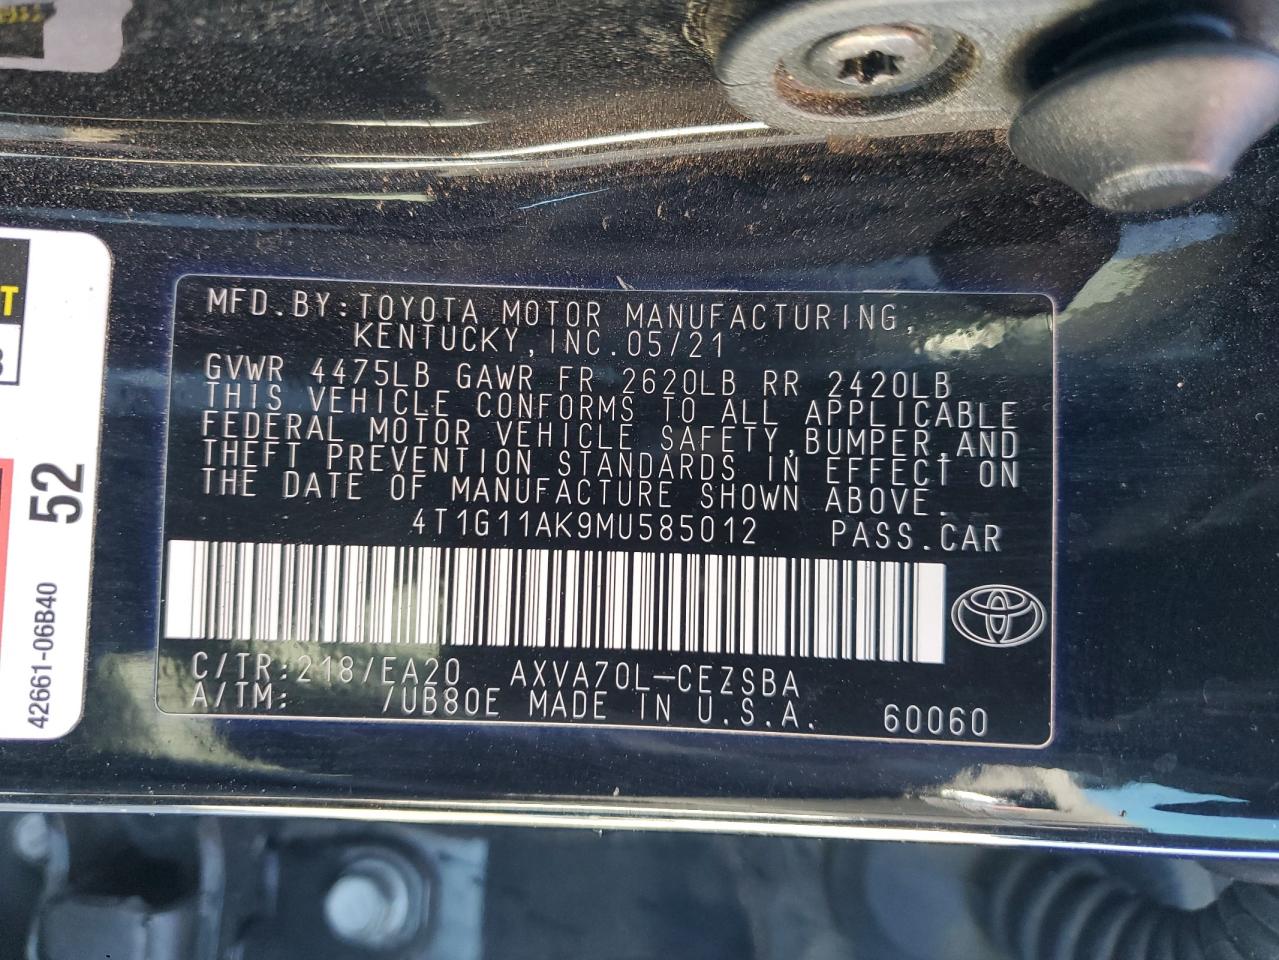 MFD.BY:TOYOTA MOTOR MANUFACTURING,
KENTUCKY,INC.05/21
GVWR 4475LB GAWR FR 2620LB RR 2420LB
THIS VEHICLE CONFORMS TO ALL APPLICABLE
FEDERAL MOTOR VEHICLE SAFETY,BUMPER,AND
THEFT PREVENTION STANDARDS IN EFFECT ON
THE DATE OF MANUFACTURE SHOWN ABOVE.
4T1G11AK9MU585012 PASS.CAR
C/TR:218/EA20 AXVA70L-CEZSBA
A/TM: /UB80E MADE IN U.S.A. 60060
52
42661-06B40